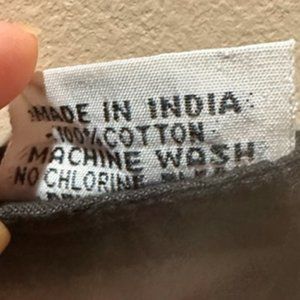 MADE IN INDIA
100% COTTON
MACHINE WASH
NO CHLORINE